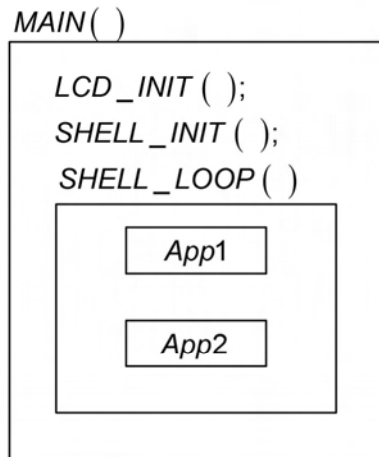 MAIN( )
LCD_INIT ( );
SHELL_INIT ( );
SHELL_LOOP( )
App1
App2